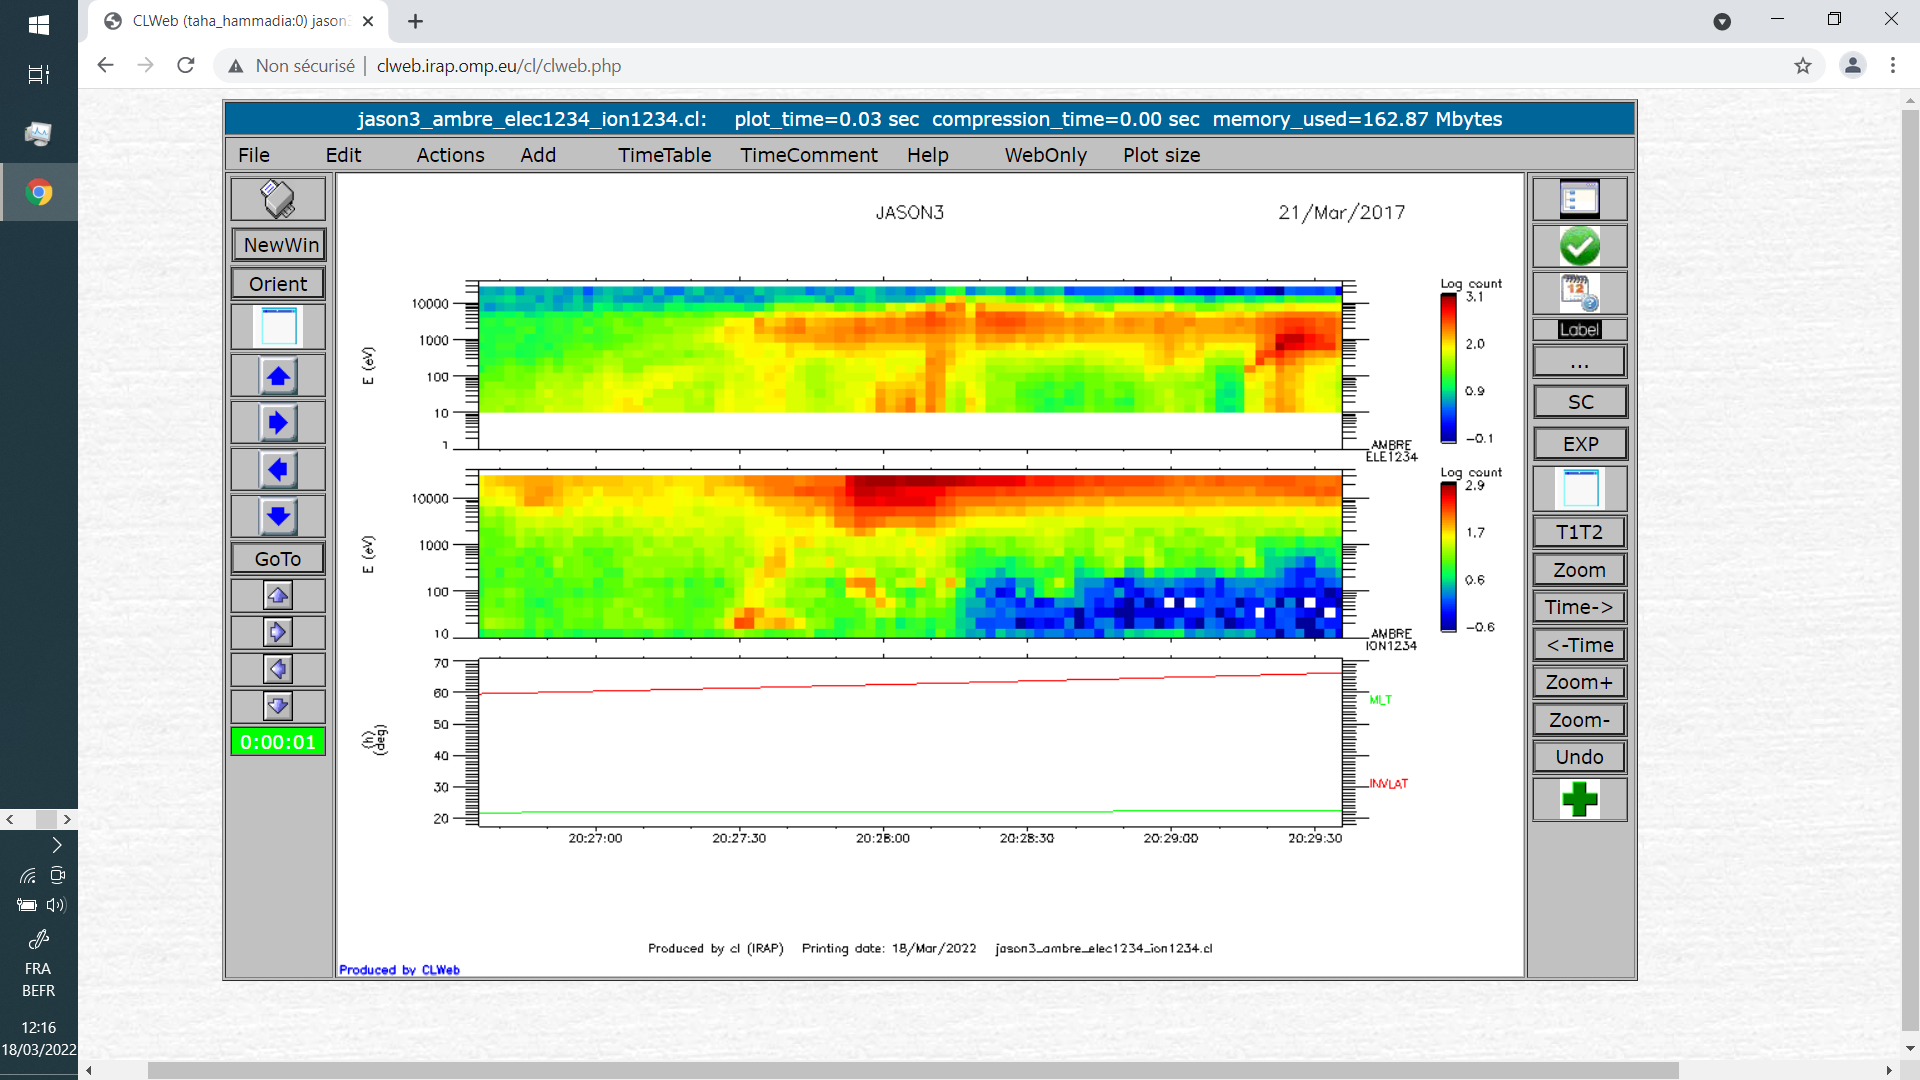 CLWeb (taha_hammadia:0) jason3
Non sécurisé | clweb.irap.omp.eu/cl/clweb.php
jason3_ambre_elec1234_ion1234.cl: plot_time=0.03 sec compression_time=0.00 sec memory_used=162.87 Mbytes
File Edit Actions Add TimeTable TimeComment Help WebOnly Plot size
NewWin
Orient
GoTo
0:00:01
JASON3 21/Mar/2017
Log count
3.1
2.0
0.9
-0.1
E (eV)
10000
1000
100
10
1
AMBRE
ELE1234
Log count
2.9
1.7
0.6
-0.6
E (eV)
10000
1000
100
10
AMBRE
ION1234
70
60
50
40
30
20
(h)
(deg)
MLT
INVLAT
20:27:00 20:27:30 20:28:00 20:28:30 20:29:00 20:29:30
Produced by cl (IRAP) Printing date: 18/Mar/2022 jason3_ambre_elec1234_ion1234.cl
Produced by CLWeb
12
Label
...
SC
EXP
T1T2
Zoom
Time->
<-Time
Zoom+
Zoom-
Undo
FRA
BEFR
12:16
18/03/2022